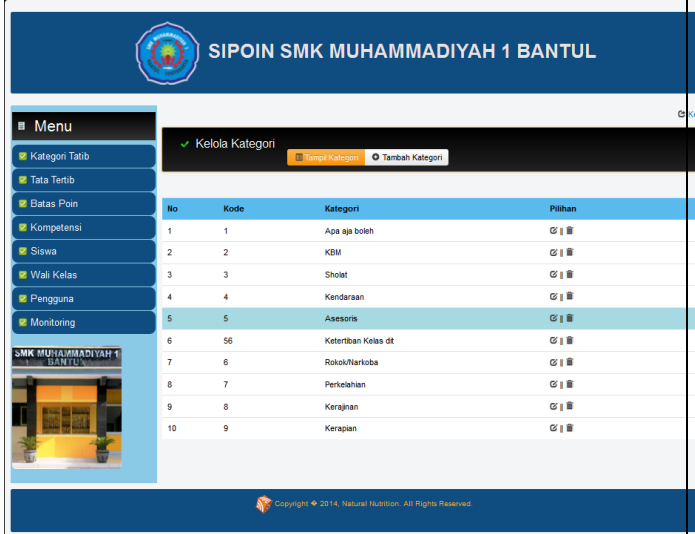 SIPOIN SMK MUHAMMADIYAH 1 BANTUL
Menu
Kategori Tatib
Tata Tertib
Batas Poin
Kompetensi
Siswa
Wali Kelas
Pengguna
Monitoring
SMK MUHAMMADIYAH 1
BANTUL
Kelola Kategori
Tampil Kategori Tambah Kategori
No Kode Kategori Pilihan
1 1 Apa aja boleh ||
2 2 KBM ||
3 3 Sholat ||
4 4 Kendaraan ||
5 5 Asesoris ||
6 56 Ketertiban Kelas dit ||
7 6 Rokok/Narkoba ||
8 7 Perkelahian ||
9 8 Kerajinan ||
10 9 Kerapian ||
Copyright � 2014, Natural Nutrition. All Rights Reserved.